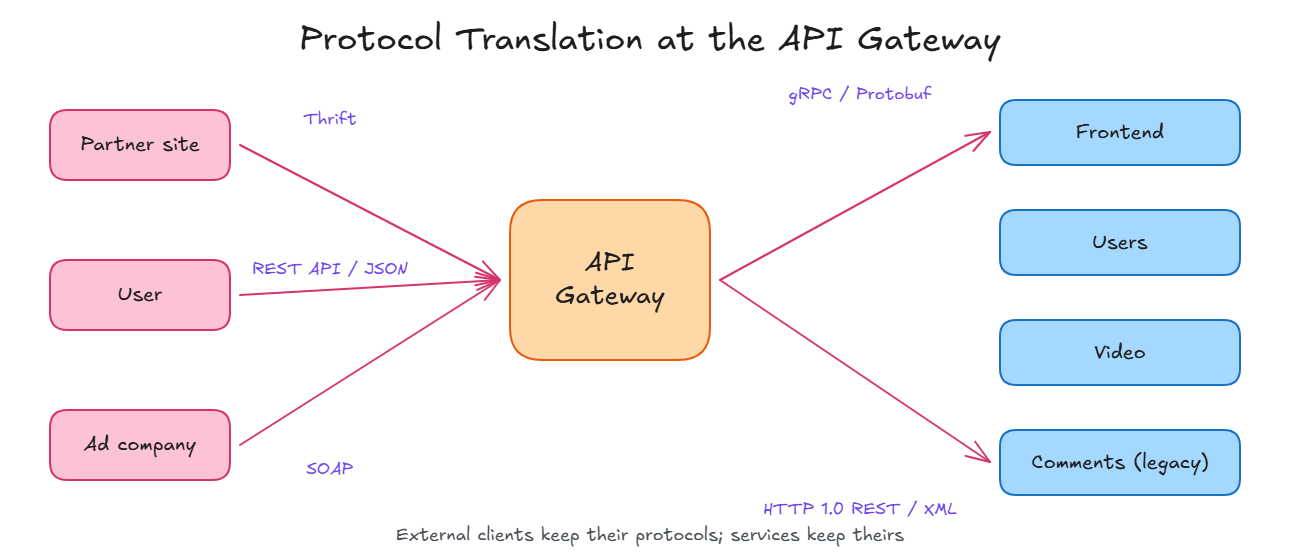 Protocol Translation at the API Gateway
Thrift
gRPC / Protobuf
Partner site
Frontend
Users
REST API / JSON
User
API
Gateway
Video
Ad company
SOAP
Comments (legacy)
HTTP 1.0 REST / XML
External clients keep their protocols; services keep theirs